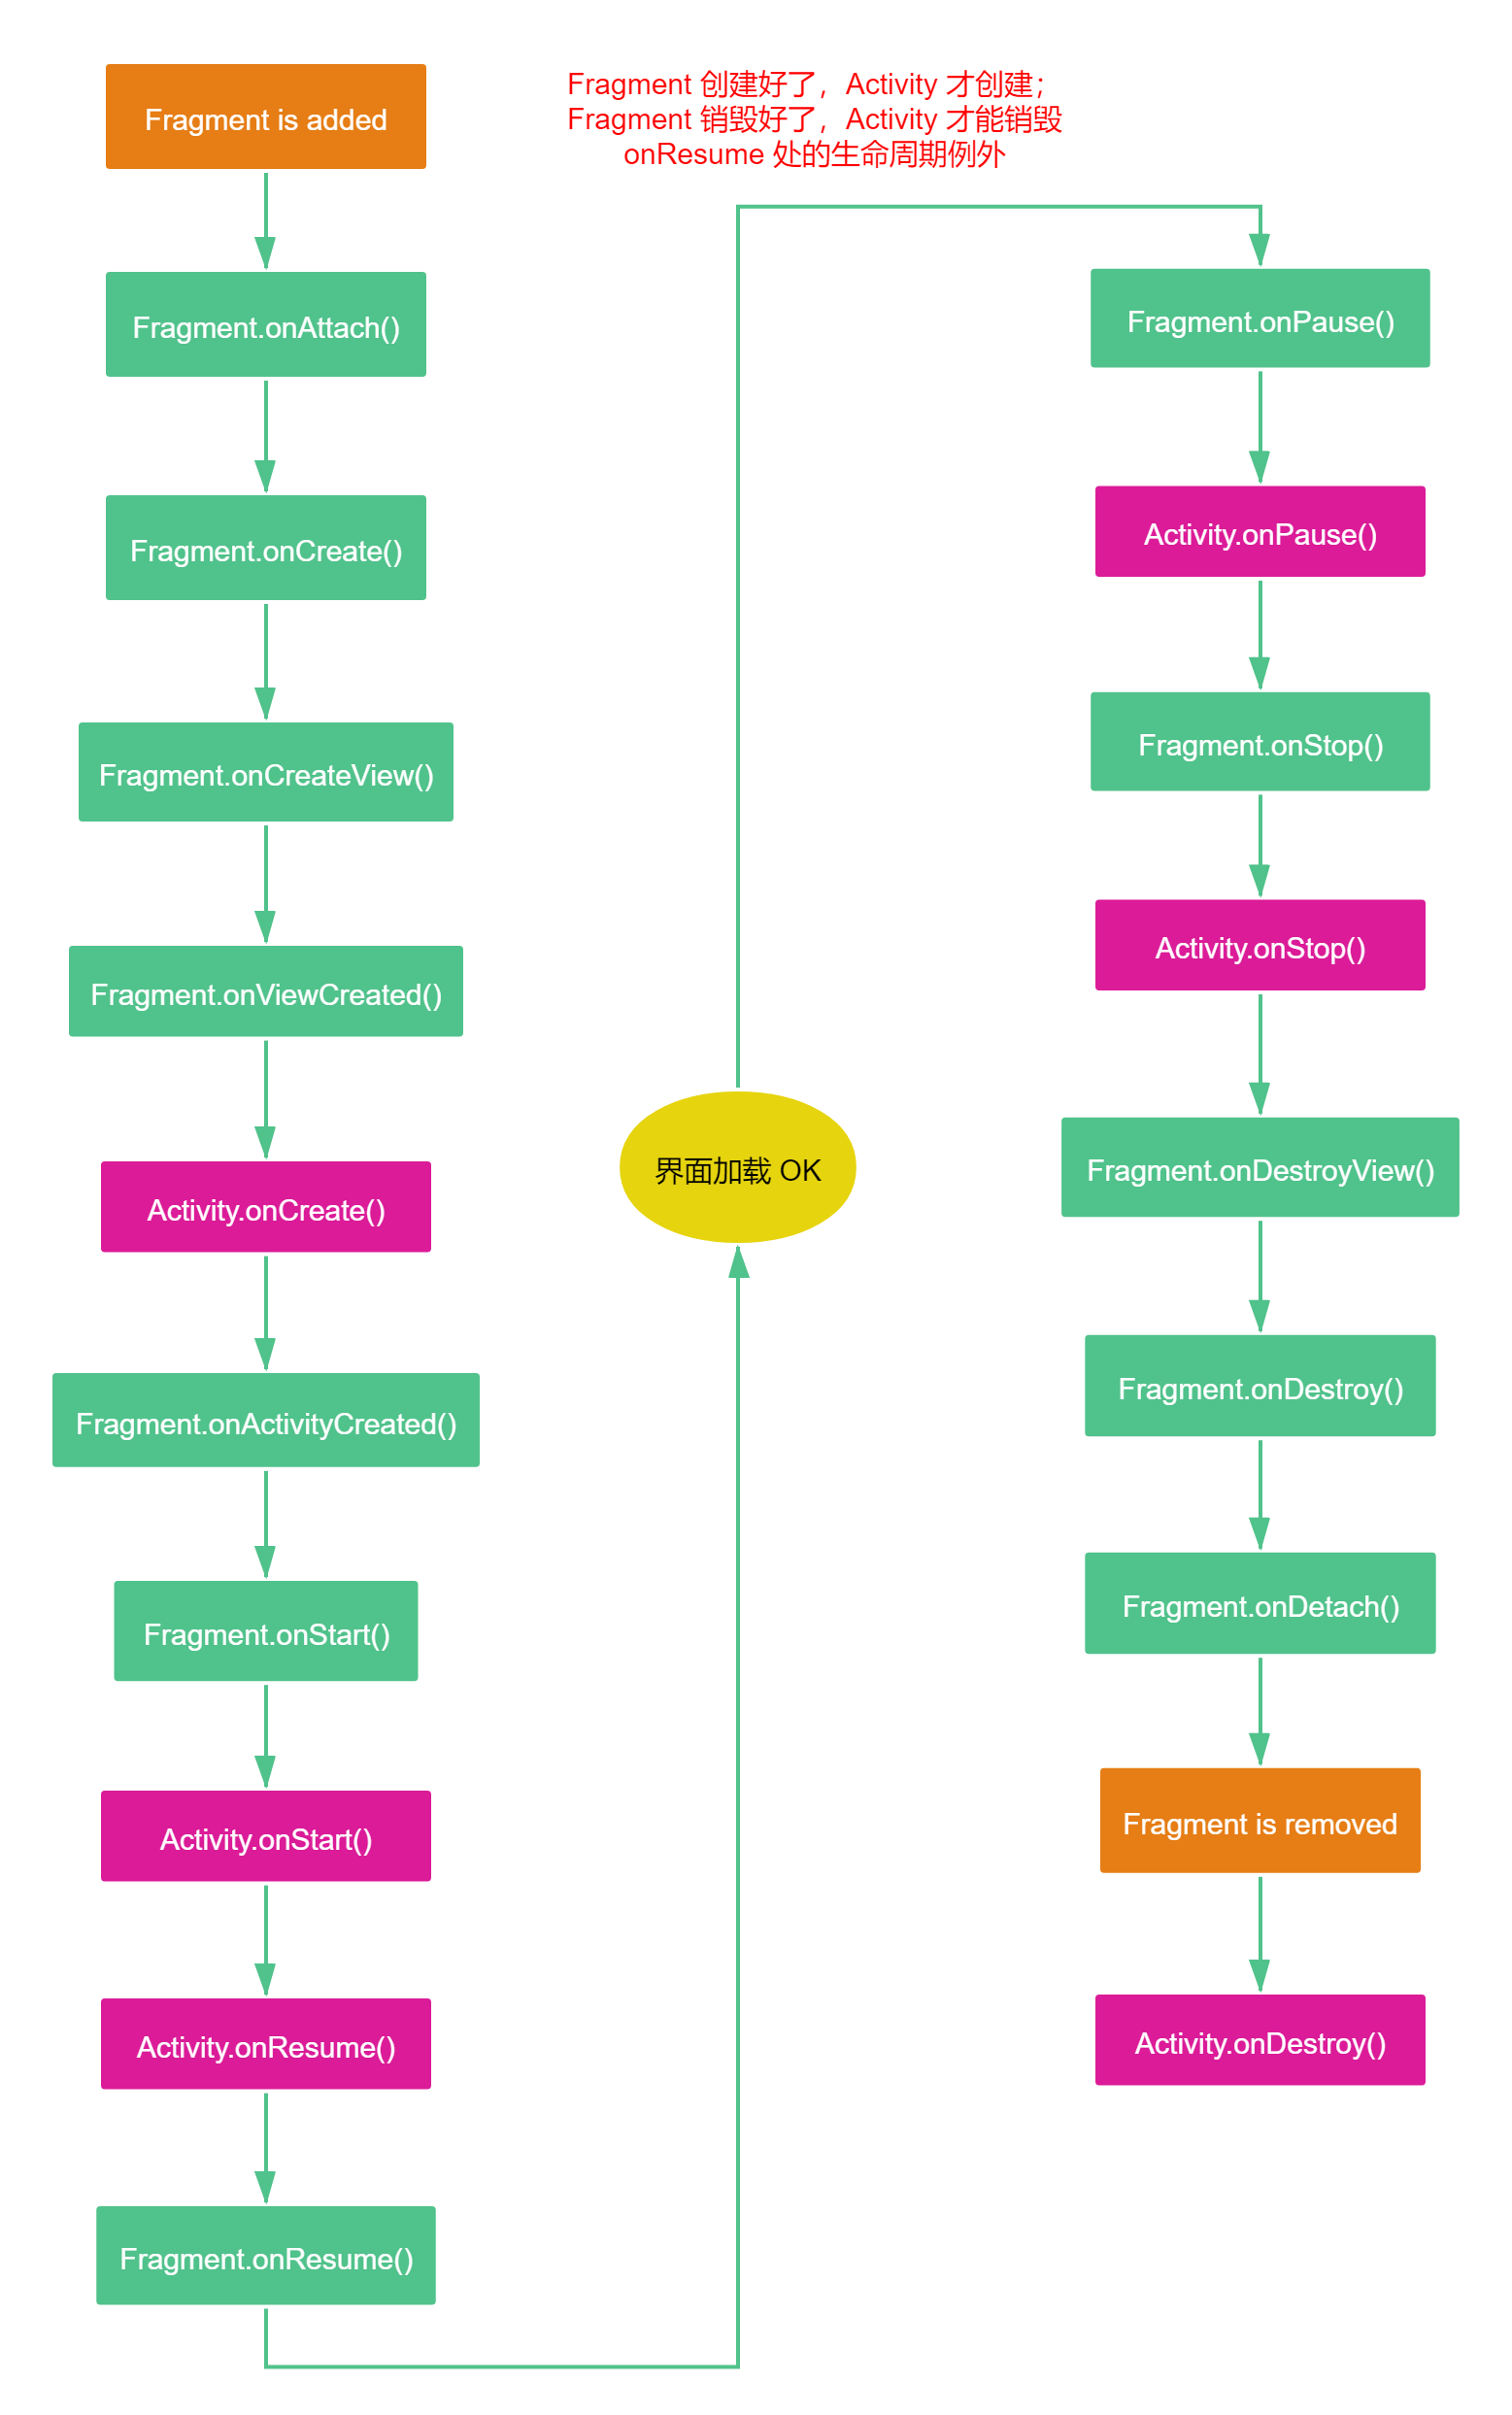 Fragment 创建好了，Activity 才创建；
Fragment 销毁好了，Activity 才能销毁
onResume 处的生命周期例外
Fragment is added
Fragment.onAttach()
Fragment.onCreate()
Fragment.onCreateView()
Fragment.onViewCreated()
Activity.onCreate()
Fragment.onActivityCreated()
Fragment.onStart()
Activity.onStart()
Activity.onResume()
Fragment.onResume()
界面加载 OK
Fragment.onPause()
Activity.onPause()
Fragment.onStop()
Activity.onStop()
Fragment.onDestroyView()
Fragment.onDestroy()
Fragment.onDetach()
Fragment is removed
Activity.onDestroy()